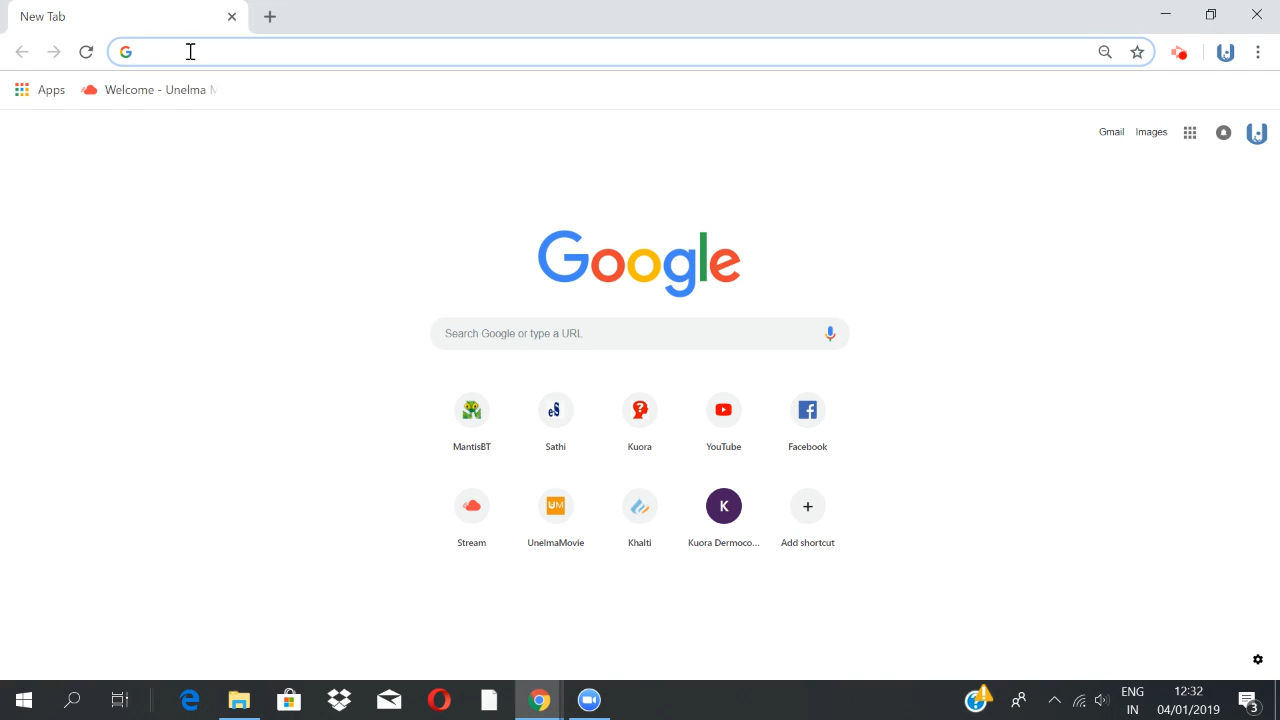 New Tab
Apps
Welcome - Unelma
Gmail Images
Google
Search Google or type a URL
MantisBT Sathi Kuora YouTube Facebook
UM K
Stream UnelmaMovie Khalti Kuora Dermoco... Add shortcut
ENG
IN
12:32
04/01/2019
3